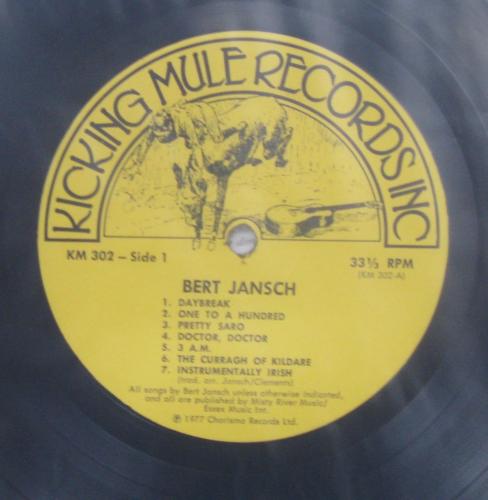 KICKING MULE RECORDS INC
KM 302 – Side 1
33⅓ RPM
(KM 302-A)
BERT JANSCH
1. DAYBREAK
2. ONE TO A HUNDRED
3. PRETTY SARO
4. DOCTOR, DOCTOR
5. 3 A.M.
6. THE CURRAGH OF KILDARE
7. INSTRUMENTALLY IRISH
(trad. arr. Jansch/Clements)
All songs by Bert Jansch unless otherwise indicated,
and all are published by Misty River Music/
Essex Music Int.
℗ 1977 Charisma Records Ltd.